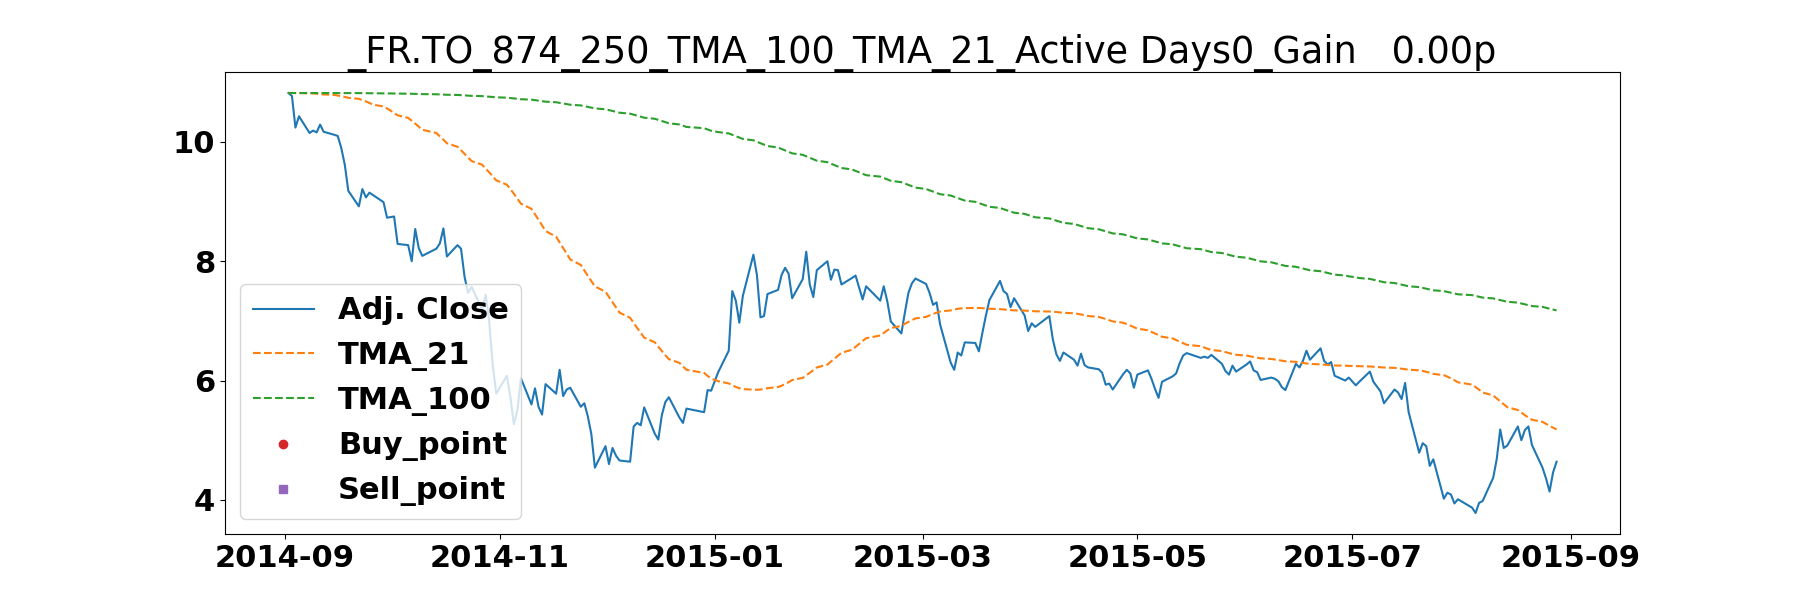 _FR.TO_874_250_TMA_100_TMA_21_Active Days0_Gain   0.00p
10
8
6
4
Adj. Close
TMA_21
TMA_100
Buy_point
Sell_point
2014-09 2014-11 2015-01 2015-03 2015-05 2015-07 2015-09